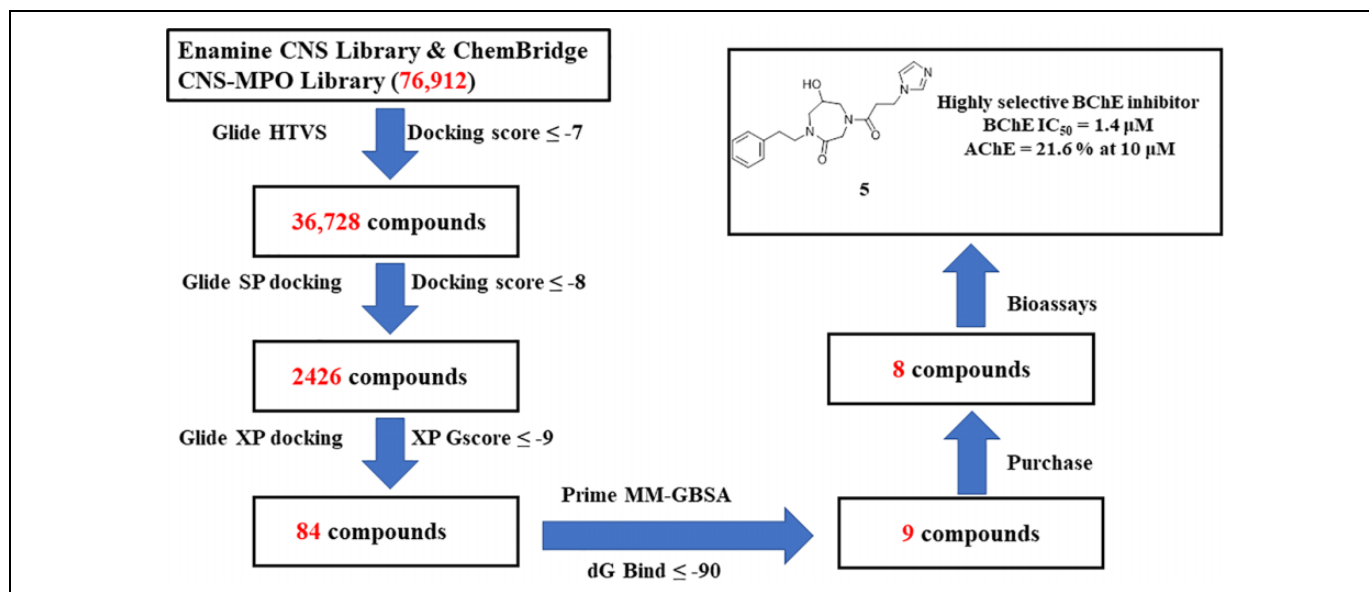 Enamine CNS Library & ChemBridge
CNS-MPO Library (76,912)
Glide HTVS
Docking score ≤ -7
36,728 compounds
Glide SP docking
Docking score ≤ -8
2426 compounds
Glide XP docking
XP Gscore ≤ -9
84 compounds
Prime MM-GBSA
dG Bind ≤ -90
9 compounds
Purchase
8 compounds
Bioassays
HO
N
N
O
N
N
O
5
Highly selective BChE inhibitor
BChE IC₅₀ = 1.4 μM
AChE = 21.6 % at 10 μM